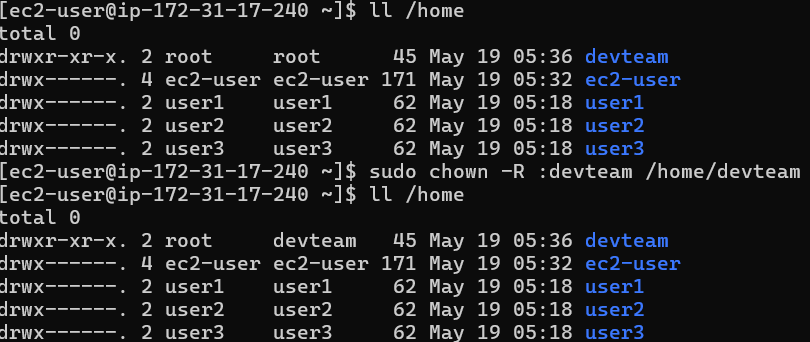 [ec2-user@ip-172-31-17-240 ~]$ ll /home
total 0
drwxr-xr-x. 2 root     root      45 May 19 05:36 devteam
drwx------. 4 ec2-user ec2-user 171 May 19 05:32 ec2-user
drwx------. 2 user1    user1     62 May 19 05:18 user1
drwx------. 2 user2    user2     62 May 19 05:18 user2
drwx------. 2 user3    user3     62 May 19 05:18 user3
[ec2-user@ip-172-31-17-240 ~]$ sudo chown -R :devteam /home/devteam
[ec2-user@ip-172-31-17-240 ~]$ ll /home
total 0
drwxr-xr-x. 2 root     devteam   45 May 19 05:36 devteam
drwx------. 4 ec2-user ec2-user 171 May 19 05:32 ec2-user
drwx------. 2 user1    user1     62 May 19 05:18 user1
drwx------. 2 user2    user2     62 May 19 05:18 user2
drwx------. 2 user3    user3     62 May 19 05:18 user3